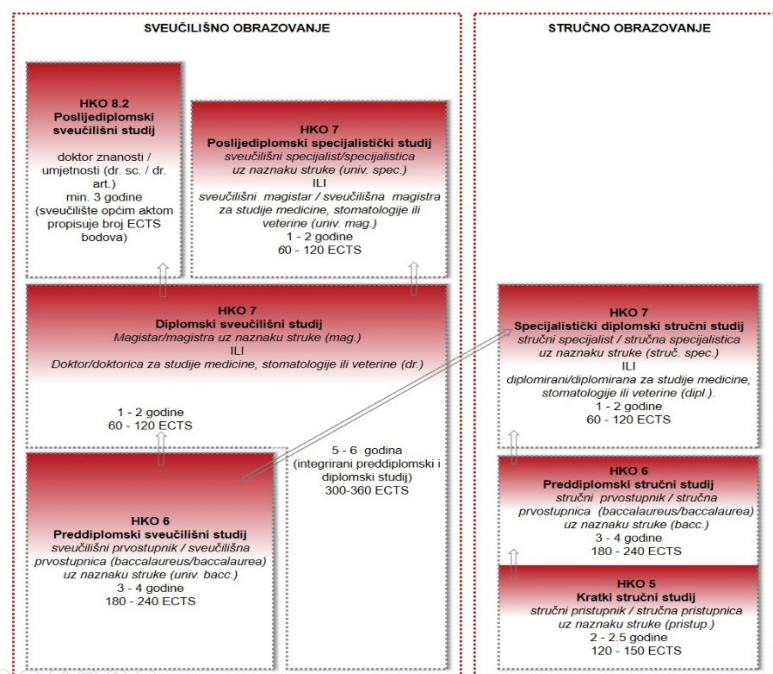 SVEUČILIŠNO OBRAZOVANJE
HKO 8.2
Poslijediplomski
sveučilišni studij
doktor znanosti /
umjetnosti (dr. sc. / dr.
art.)
min. 3 godine
(sveučilište općim aktom
propisuje broj ECTS
bodova)
HKO 7
Poslijediplomski specijalistički studij
sveučilišni specijalist/specijalistica
uz naznaku struke (univ. spec.)
ILI
sveučilišni magistar / sveučilišna magistra
za studije medicine, stomatologije ili
veterine (univ. mag.)
1 - 2 godine
60 - 120 ECTS
HKO 7
Diplomski sveučilišni studij
Magistar/magistra uz naznaku struke (mag.)
ILI
Doktor/doktorica za studije medicine, stomatologije ili veterine (dr.)
1 - 2 godine
60 - 120 ECTS
5 - 6 godina
(integrirani preddiplomski i
diplomski studij)
300-360 ECTS
HKO 6
Preddiplomski sveučilišni studij
sveučilišni prvostupnik / sveučilišna
prvostupnica (baccalaureus/baccalaurea)
uz naznaku struke (univ. bacc.)
3 - 4 godine
180 - 240 ECTS
STRUČNO OBRAZOVANJE
HKO 7
Specijalistički diplomski stručni studij
stručni specijalist / stručna specijalistica
uz naznaku struke (struč. spec.)
ILI
diplomirani/diplomirana za studije medicine,
stomatologije ili veterine (dipl.).
1 - 2 godine
60 - 120 ECTS
HKO 6
Preddiplomski stručni studij
stručni prvostupnik / stručna
prvostupnica (baccalaureus/baccalaurea)
uz naznaku struke (bacc.)
3 - 4 godine
180 - 240 ECTS
HKO 5
Kratki stručni studij
stručni pristupnik / stručna pristupnica
uz naznaku struke (pristup.)
2 - 2.5 godine
120 - 150 ECTS